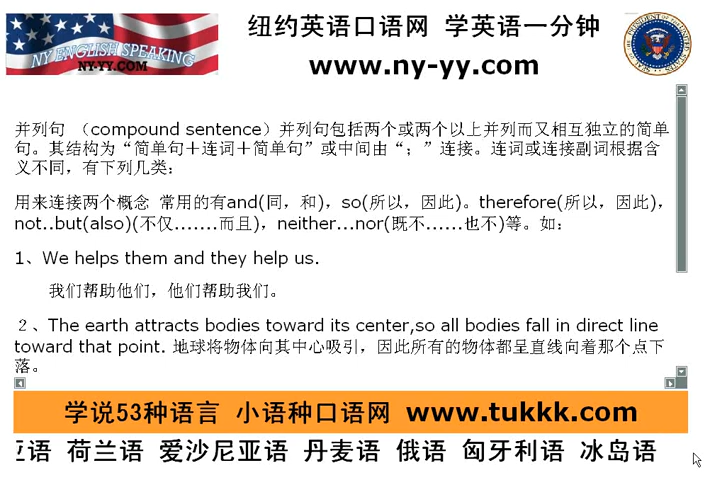 NY ENGLISH SPEAKING
NY-YY.COM
纽约英语口语网 学英语一分钟
www.ny-yy.com
并列句 （compound sentence）并列句包括两个或两个以上并列而又相互独立的简单
句。其结构为“简单句＋连词＋简单句”或中间由“；”连接。连词或连接副词根据含
义不同，有下列几类：
用来连接两个概念 常用的有and(同，和)，so(所以，因此)。therefore(所以，因此)，
not..but(also)(不仅.......而且)，neither...nor(既不......也不)等。如：
1、We helps them and they help us.
我们帮助他们，他们帮助我们。
２、The earth attracts bodies toward its center,so all bodies fall in direct line
toward that point. 地球将物体向其中心吸引，因此所有的物体都呈直线向着那个点下
落。
学说53种语言 小语种口语网 www.tukkk.com
语 荷兰语 爱沙尼亚语 丹麦语 俄语 匈牙利语 冰岛语